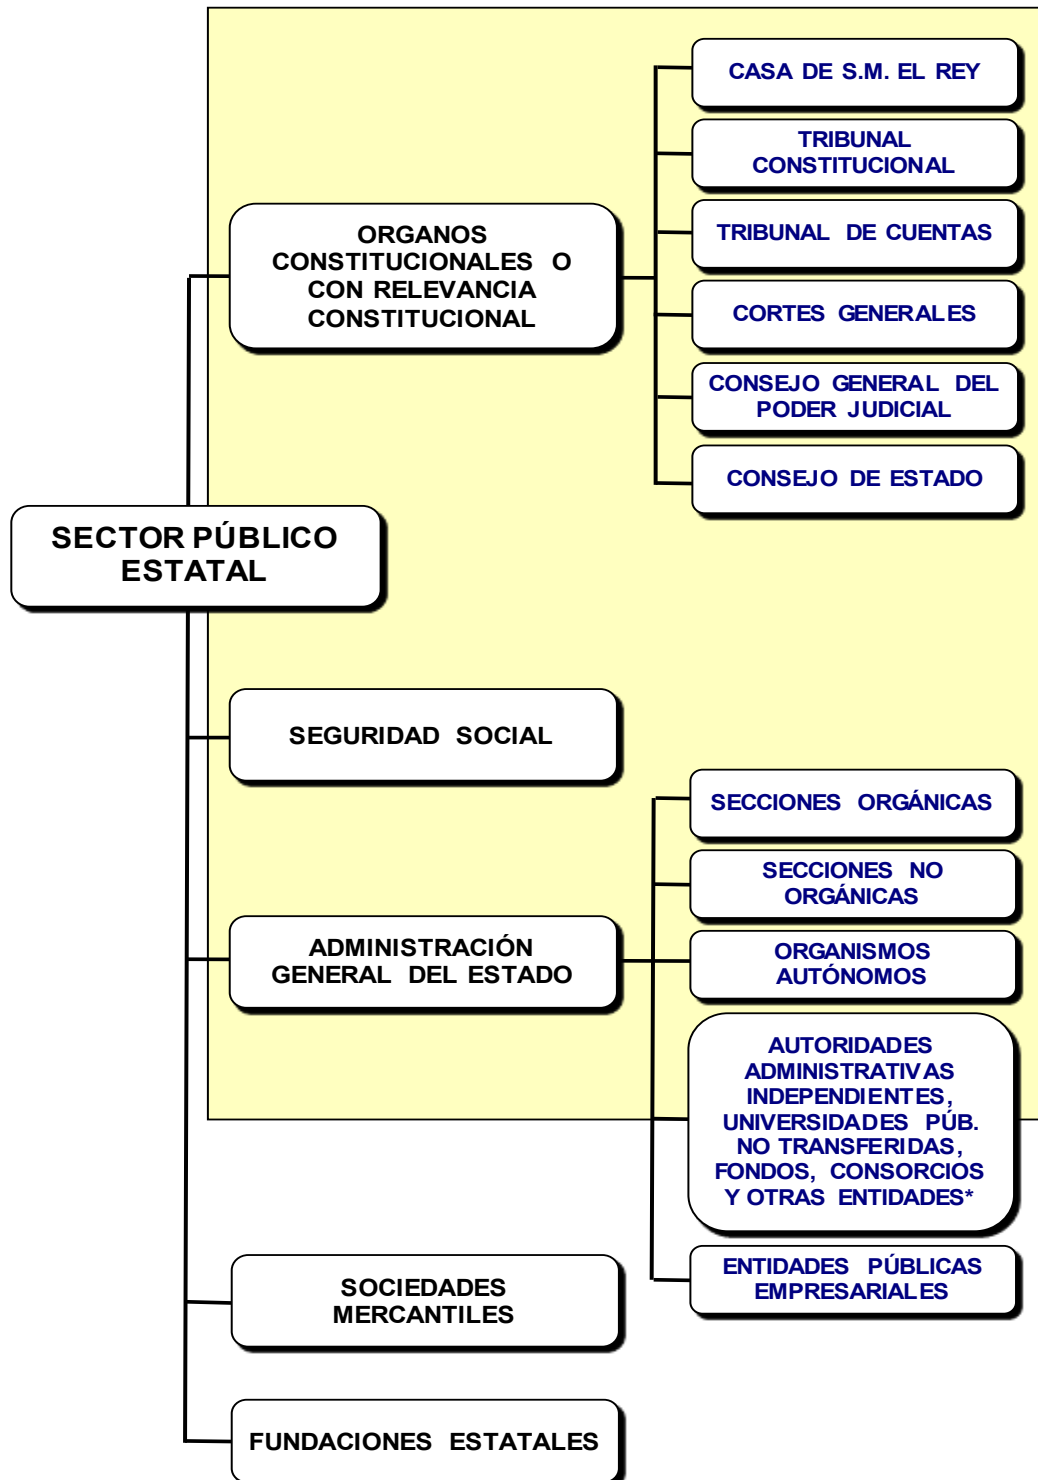 CASA DE S.M. EL REY
TRIBUNAL
CONSTITUCIONAL
TRIBUNAL DE CUENTAS
ORGANOS
CONSTITUCIONALES O
CON RELEVANCIA
CONSTITUCIONAL
CORTES GENERALES
CONSEJO GENERAL DEL
PODER JUDICIAL
CONSEJO DE ESTADO
SECTOR PÚBLICO
ESTATAL
SEGURIDAD SOCIAL
SECCIONES ORGÁNICAS
SECCIONES NO
ORGÁNICAS
ADMINISTRACIÓN
GENERAL DEL ESTADO
ORGANISMOS
AUTÓNOMOS
AUTORIDADES
ADMINISTRATIVAS
INDEPENDIENTES,
UNIVERSIDADES PÚB.
NO TRANSFERIDAS,
FONDOS, CONSORCIOS
Y OTRAS ENTIDADES*
ENTIDADES PÚBLICAS
EMPRESARIALES
SOCIEDADES
MERCANTILES
FUNDACIONES ESTATALES